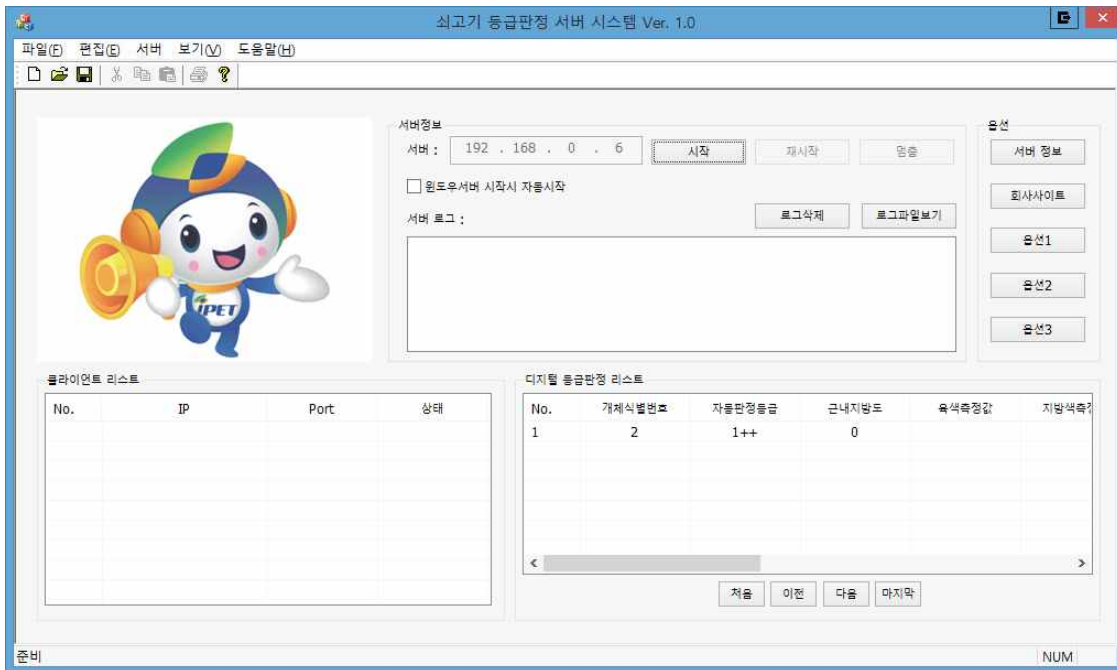 쇠고기 등급판정 서버 시스템 Ver. 1.0
파일(F) 편집(E) 서버 보기(V) 도움말(H)
서버정보
서버 : 192 . 168 . 0 . 6 시작 재시작 멈춤
윈도우서버 시작시 자동시작
서버 로그 : 로그삭제 로그파일보기
iPET
옵션
서버 정보
회사사이트
옵션1
옵션2
옵션3
클라이언트 리스트
No. IP Port 상태
디지털 등급판정 리스트
No. 개체식별번호 자동판정등급 근내지방도 육색측정값 지방색측정
1 2 1++ 0
처음 이전 다음 마지막
준비 NUM